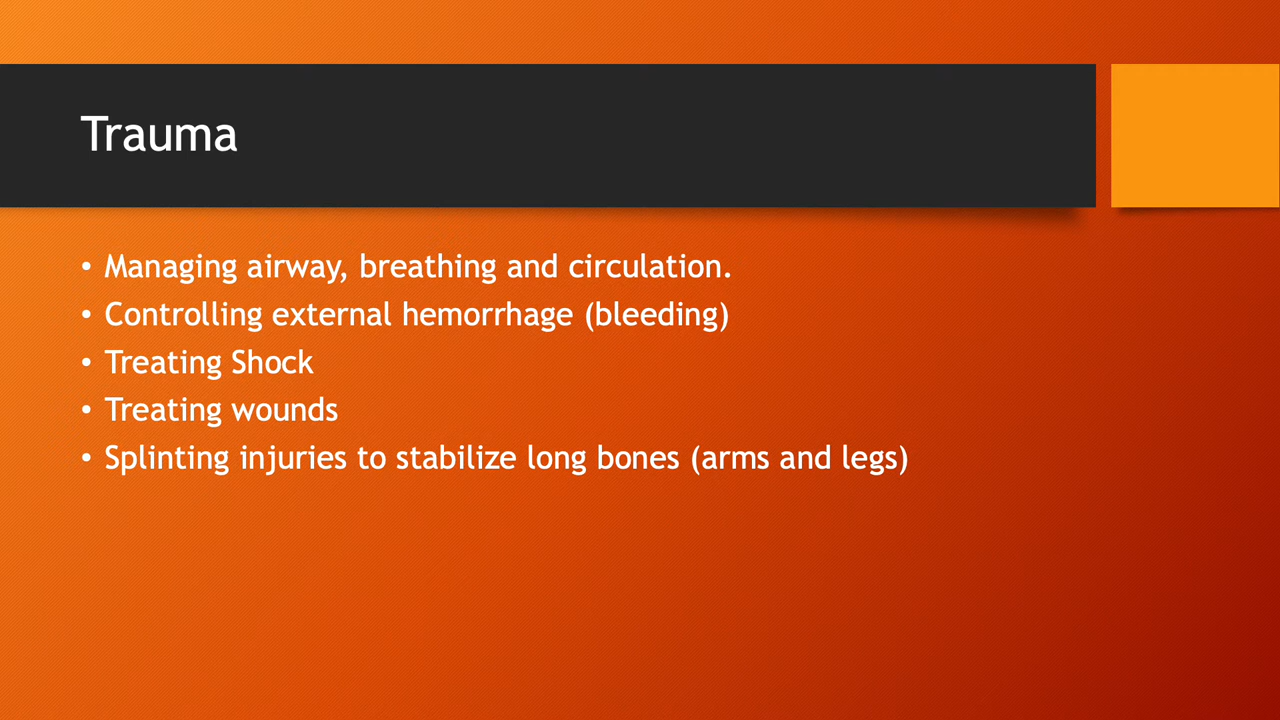 Trauma
• Managing airway, breathing and circulation.
• Controlling external hemorrhage (bleeding)
• Treating Shock
• Treating wounds
• Splinting injuries to stabilize long bones (arms and legs)